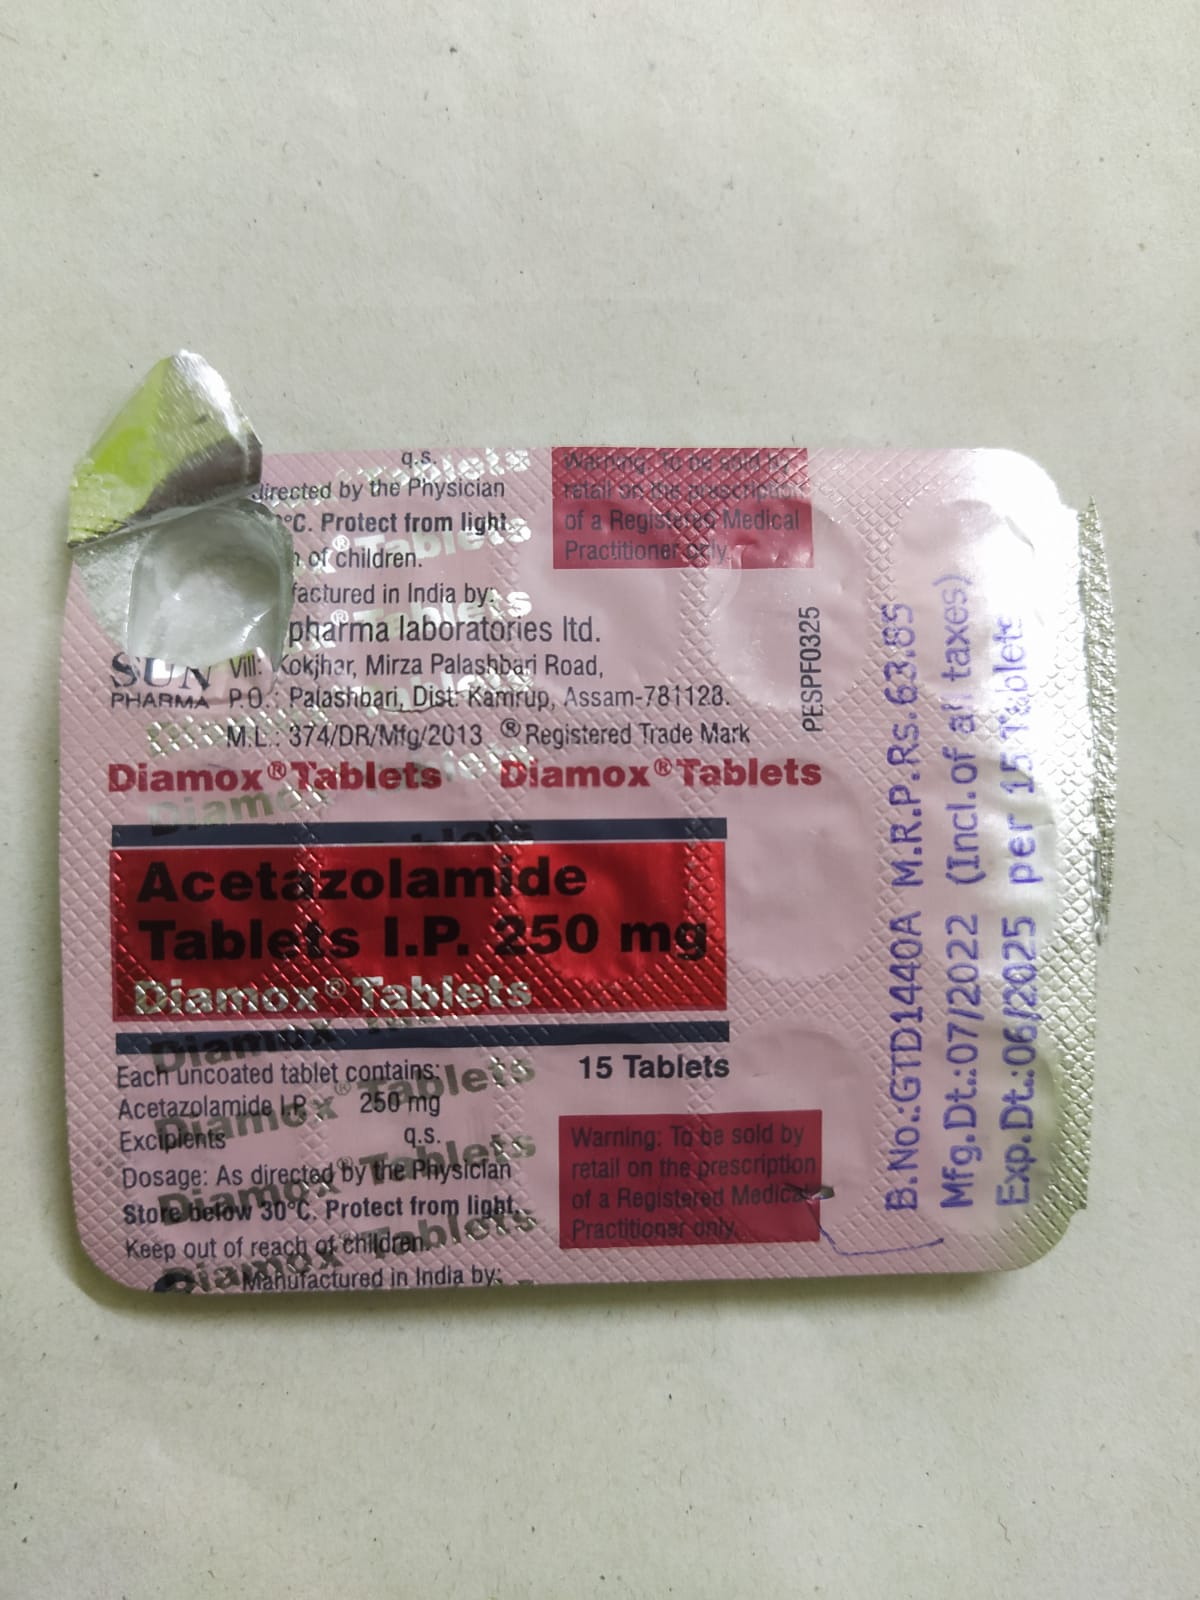 q.s.
directed by the Physician
°C. Protect from light.
of children.
factured in India by:
pharma laboratories ltd.
SUN
PHARMA
Vill: Kokjhar, Mirza Palashbari Road,
P.O.: Palashbari, Dist: Kamrup, Assam-781128.
M.L.: 374/DR/Mfg/2013 ® Registered Trade Mark
Warning: To be sold by
retail on the prescription
of a Registered Medical
Practitioner only.
PESPF0325
Diamox® Tablets Diamox® Tablets
Acetazolamide
Tablets I.P. 250 mg
Diamox® Tablets
Each uncoated tablet contains:
Acetazolamide I.P. 250 mg
Excipients q.s.
Dosage: As directed by the Physician
Store below 30°C. Protect from light.
Keep out of reach of children.
Manufactured in India by:
15 Tablets
Warning: To be sold by
retail on the prescription
of a Registered Medical
Practitioner only.
B.No.:GTD1440A M.R.P.Rs.63.85
Mfg.Dt.:07/2022 (Incl.of all taxes)
Exp.Dt.:06/2025 per 15 Tablets